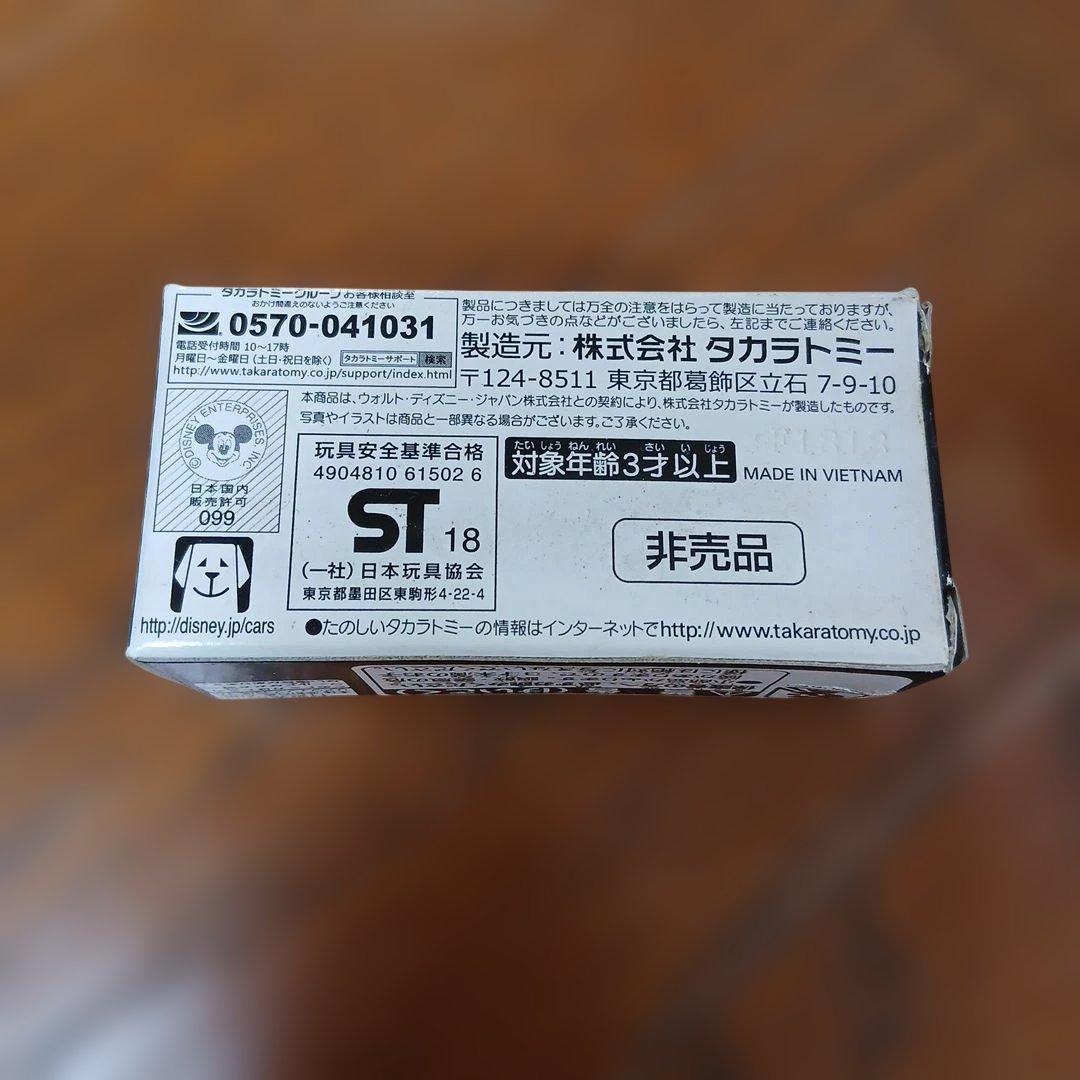 タカラトミーグループお客様相談室
おかけ間違えのないようご注意ください
0570-041031
電話受付時間 10〜17時
月曜日〜金曜日（土日・祝日を除く）
タカラトミーサポート 検索
http://www.takaratomy.co.jp/support/index.html
製品につきましては万全の注意をはらって製造に当たっておりますが、
万一お気づきの点などがございましたら、左記までご連絡ください。
製造元：株式会社 タカラトミー
〒124-8511 東京都葛飾区立石 7-9-10
本商品は、ウォルト・ディズニー・ジャパン株式会社との契約により、株式会社タカラトミーが製造したものです。
写真やイラストは商品と一部異なる場合がございます。ご了承ください。
©DISNEY ENTERPRISES INC
日本国内
販売許可
099
玩具安全基準合格
4904810 61502 6
ST 18
（一社）日本玩具協会
東京都墨田区東駒形4-22-4
たいしょうねんれい さいいじょう
対象年齢3才以上
MADE IN VIETNAM
非売品
http://disney.jp/cars
●たのしいタカラトミーの情報はインターネットでhttp://www.takaratomy.co.jp